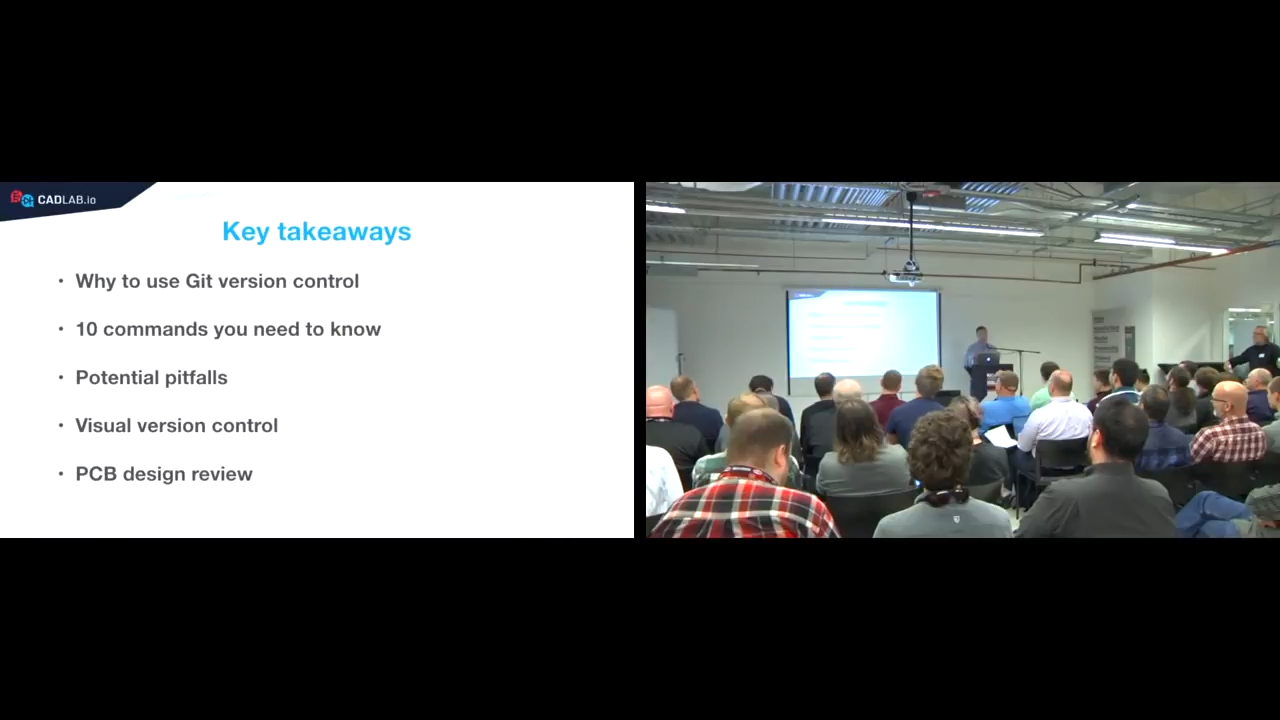 CADLAB.io
Key takeaways
• Why to use Git version control
• 10 commands you need to know
• Potential pitfalls
• Visual version control
• PCB design review